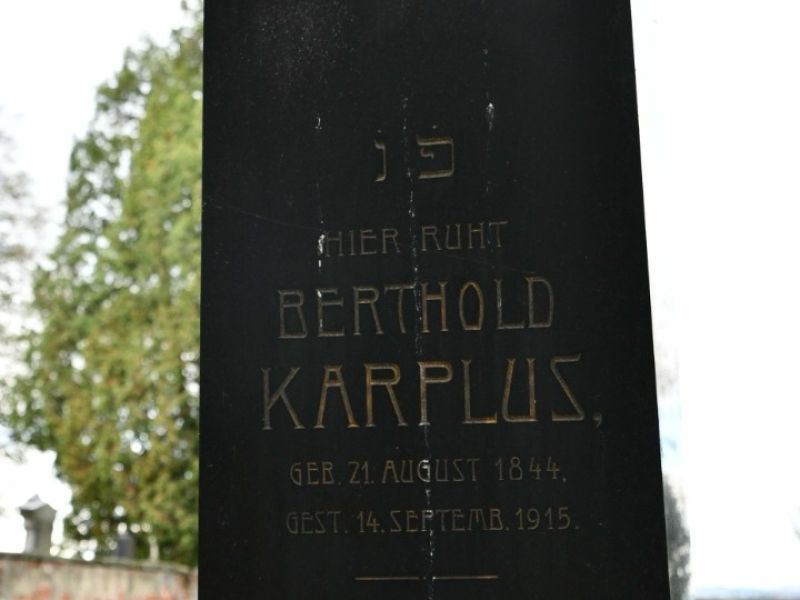 פ נ
HIER RUHT
BERTHOLD
KARPLUS,
GEB. 21. AUGUST 1844,
GEST. 14. SEPTEMB. 1915.